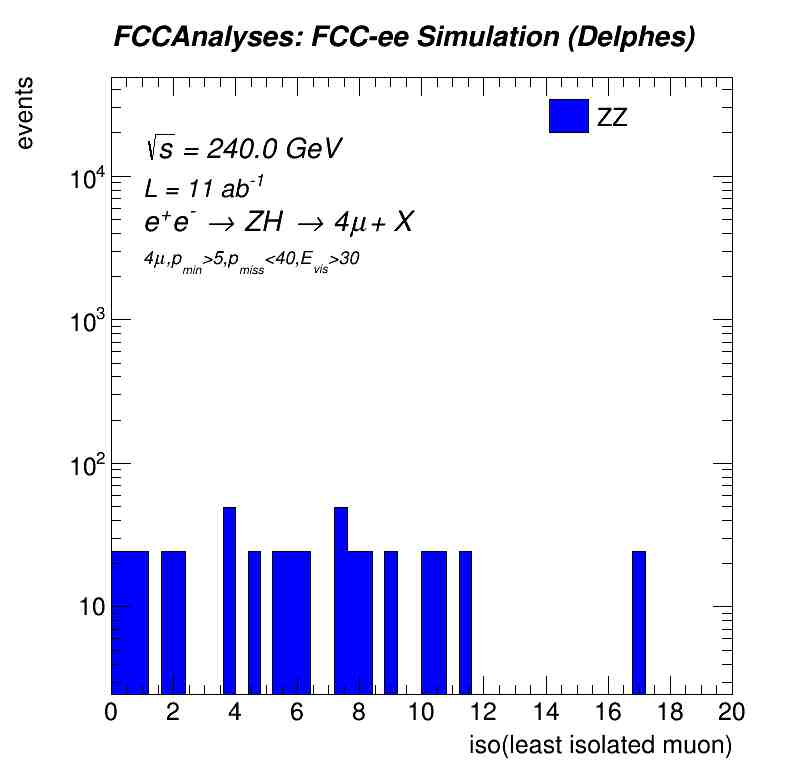 FCCAnalyses: FCC-ee Simulation (Delphes)
events
ZZ
√s = 240.0 GeV
L = 11 ab⁻¹
e⁺e⁻ → ZH → 4μ + X
4μ,p_min>5,p_miss<40,E_vis>30
10⁴
10³
10²
10
0 2 4 6 8 10 12 14 16 18 20
iso(least isolated muon)